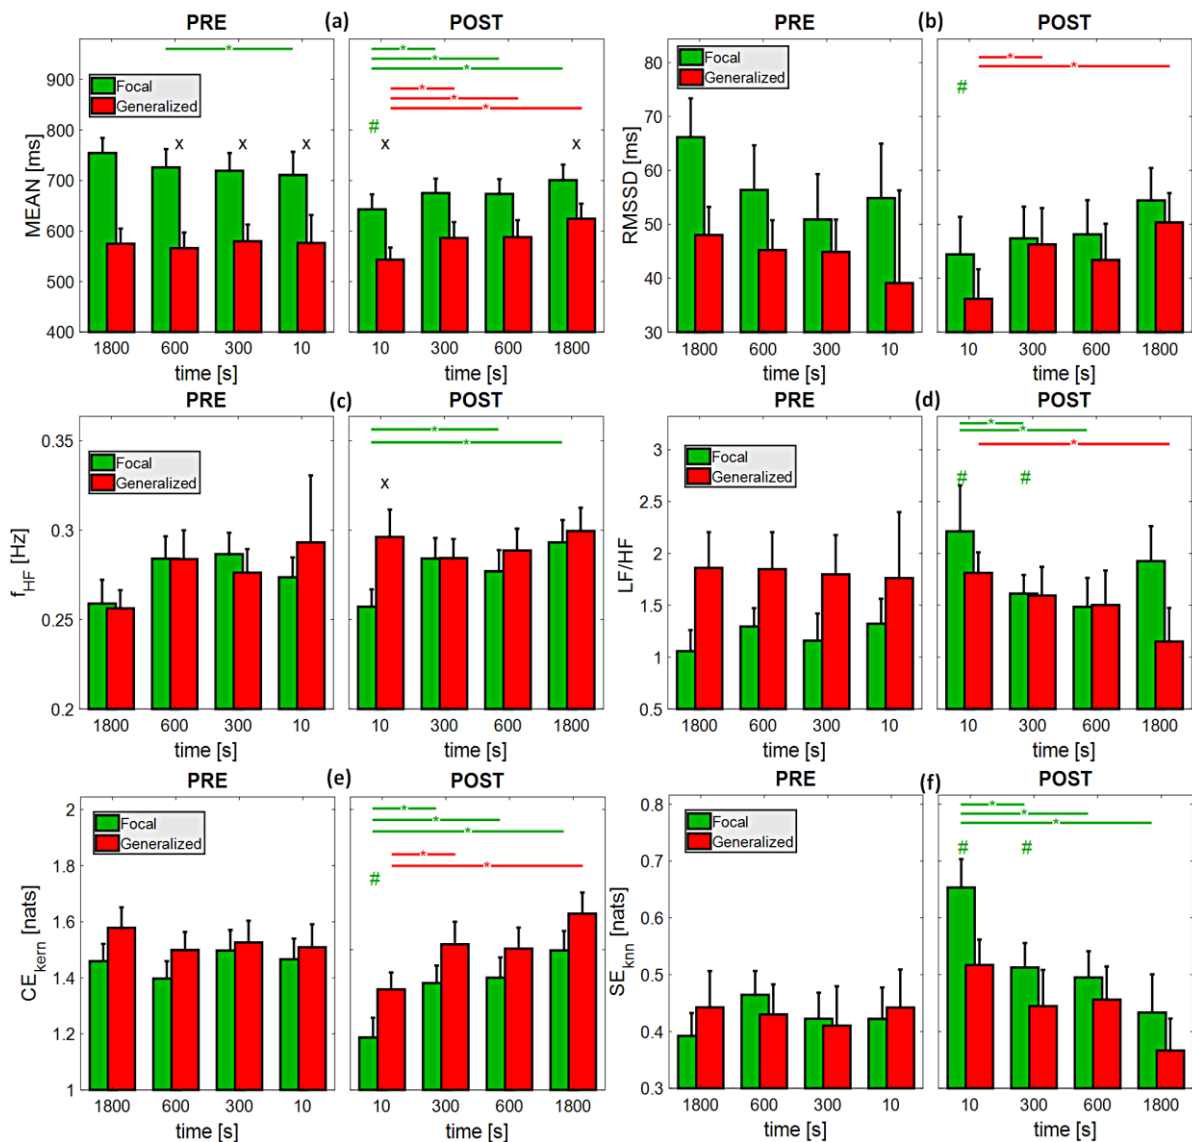 PRE (a) POST
MEAN [ms]
900
800
700
600
500
400
Focal
Generalized
*
* * *
* * *
#
x x x x x
1800 600 300 10
10 300 600 1800
time [s] time [s]
PRE (b) POST
RMSSD [ms]
80
70
60
50
40
30
Focal
Generalized
* *
#
1800 600 300 10
10 300 600 1800
time [s] time [s]
PRE (c) POST
f_HF [Hz]
0.35
0.3
0.25
0.2
Focal
Generalized
* *
x
1800 600 300 10
10 300 600 1800
time [s] time [s]
PRE (d) POST
LF/HF
3
2.5
2
1.5
1
0.5
Focal
Generalized
* * *
# #
1800 600 300 10
10 300 600 1800
time [s] time [s]
PRE (e) POST
CE_kern [nats]
2
1.8
1.6
1.4
1.2
1
Focal
Generalized
* * *
* *
#
1800 600 300 10
10 300 600 1800
time [s] time [s]
PRE (f) POST
SE_knn [nats]
0.8
0.7
0.6
0.5
0.4
0.3
Focal
Generalized
* * *
# #
1800 600 300 10
10 300 600 1800
time [s] time [s]